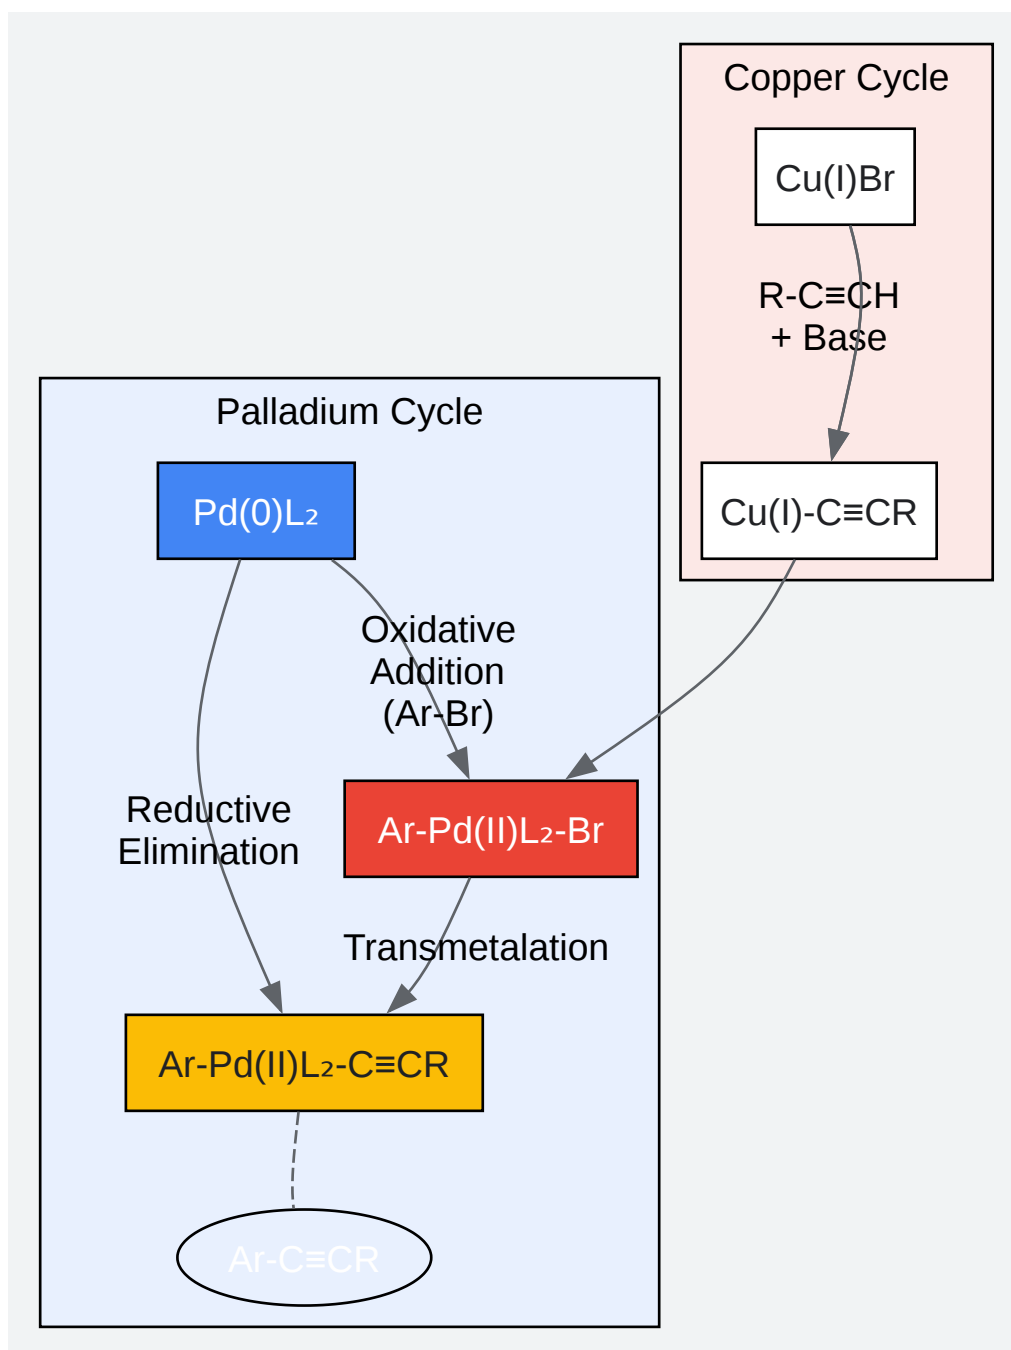 Copper Cycle
Cu(I)Br
R-C≡CH
+ Base
Cu(I)-C≡CR
Palladium Cycle
Pd(0)L₂
Oxidative
Addition
(Ar-Br)
Reductive
Elimination
Ar-Pd(II)L₂-Br
Transmetalation
Ar-Pd(II)L₂-C≡CR
Ar-C≡CR